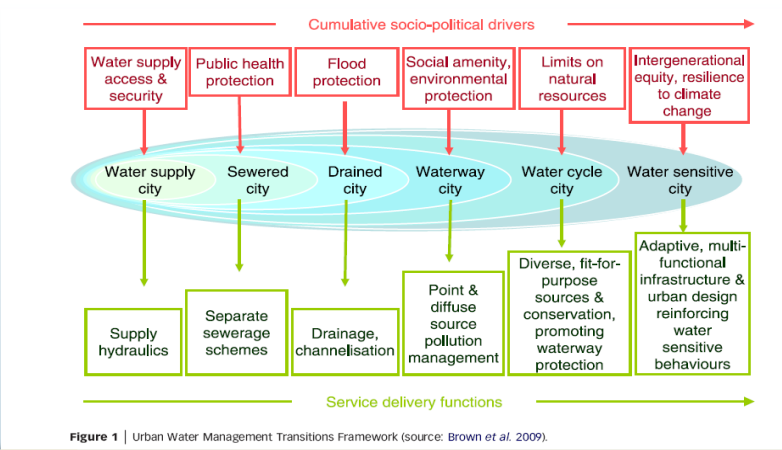 Cumulative socio-political drivers
Water supply
access &
security
Public health
protection
Flood
protection
Social amenity,
environmental
protection
Limits on
natural
resources
Intergenerational
equity, resilience
to climate
change
Water supply
city
Sewered
city
Drained
city
Waterway
city
Water cycle
city
Water sensitive
city
Supply
hydraulics
Separate
sewerage
schemes
Drainage,
channelisation
Point &
diffuse
source
pollution
management
Diverse, fit-for-
purpose
sources &
conservation,
promoting
waterway
protection
Adaptive, multi-
functional
infrastructure &
urban design
reinforcing
water
sensitive
behaviours
Service delivery functions
Figure 1 | Urban Water Management Transitions Framework (source: Brown et al. 2009).